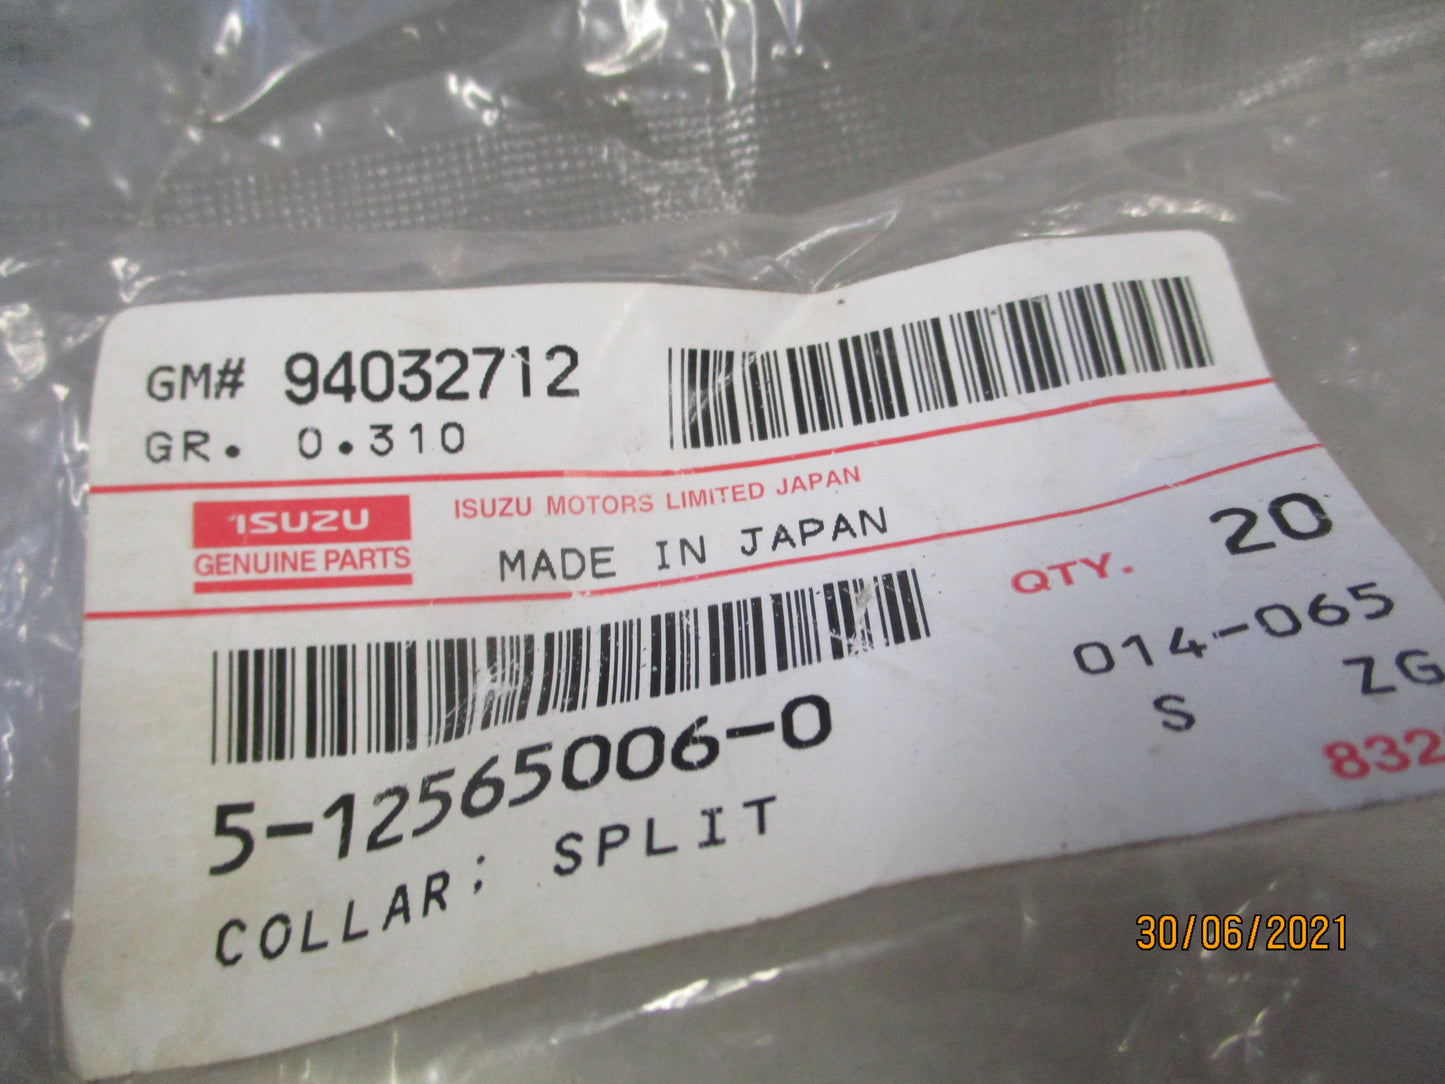 GM# 94032712
GR. 0.310
ISUZU
GENUINE PARTS
ISUZU MOTORS LIMITED JAPAN
MADE IN JAPAN
QTY. 20
014-065
S ZG
832
5-12565006-0
COLLAR; SPLIT
30/06/2021